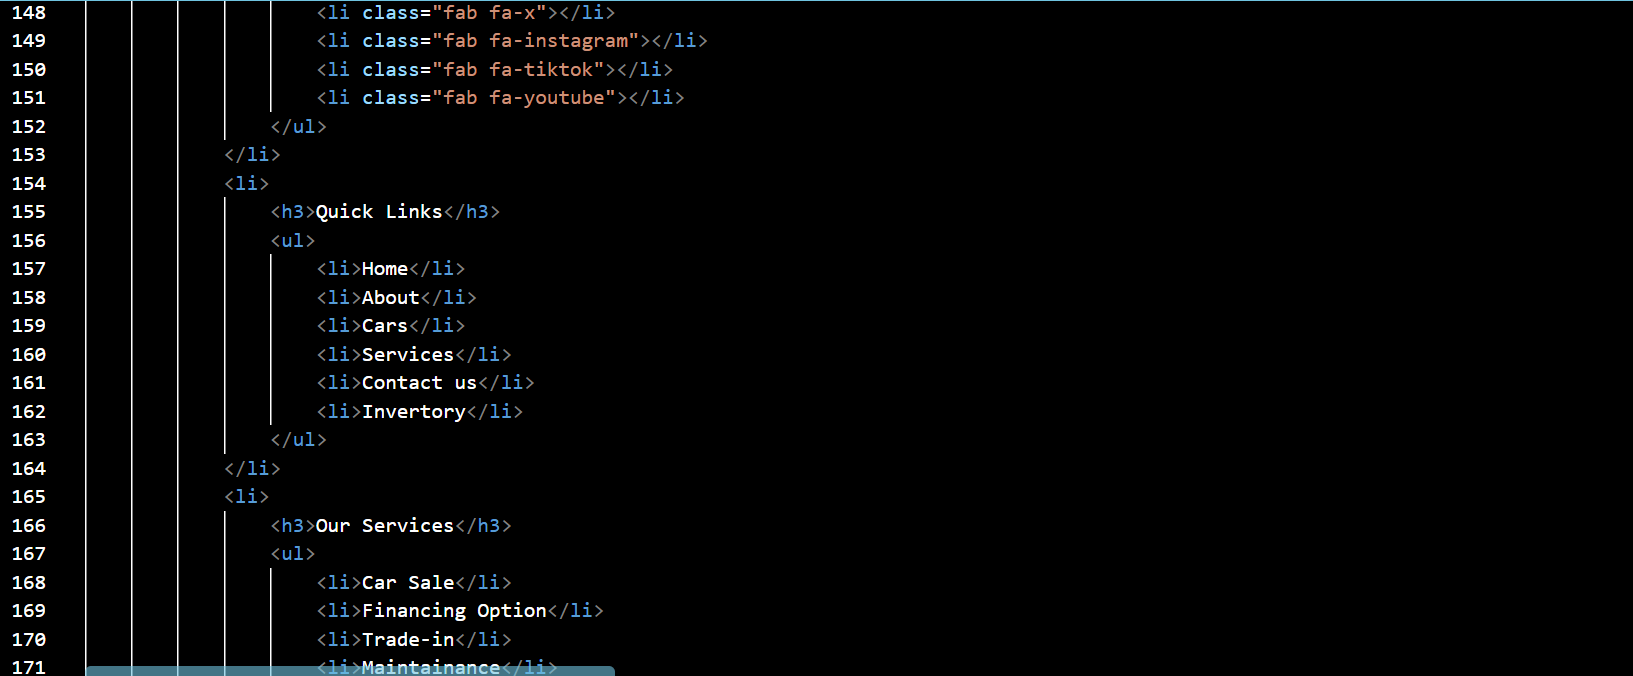 148 <li class="fab fa-x"></li>
149 <li class="fab fa-instagram"></li>
150 <li class="fab fa-tiktok"></li>
151 <li class="fab fa-youtube"></li>
152 </ul>
153 </li>
154 <li>
155 <h3>Quick Links</h3>
156 <ul>
157 <li>Home</li>
158 <li>About</li>
159 <li>Cars</li>
160 <li>Services</li>
161 <li>Contact us</li>
162 <li>Invertory</li>
163 </ul>
164 </li>
165 <li>
166 <h3>Our Services</h3>
167 <ul>
168 <li>Car Sale</li>
169 <li>Financing Option</li>
170 <li>Trade-in</li>
171 <li>Maintainance</li>